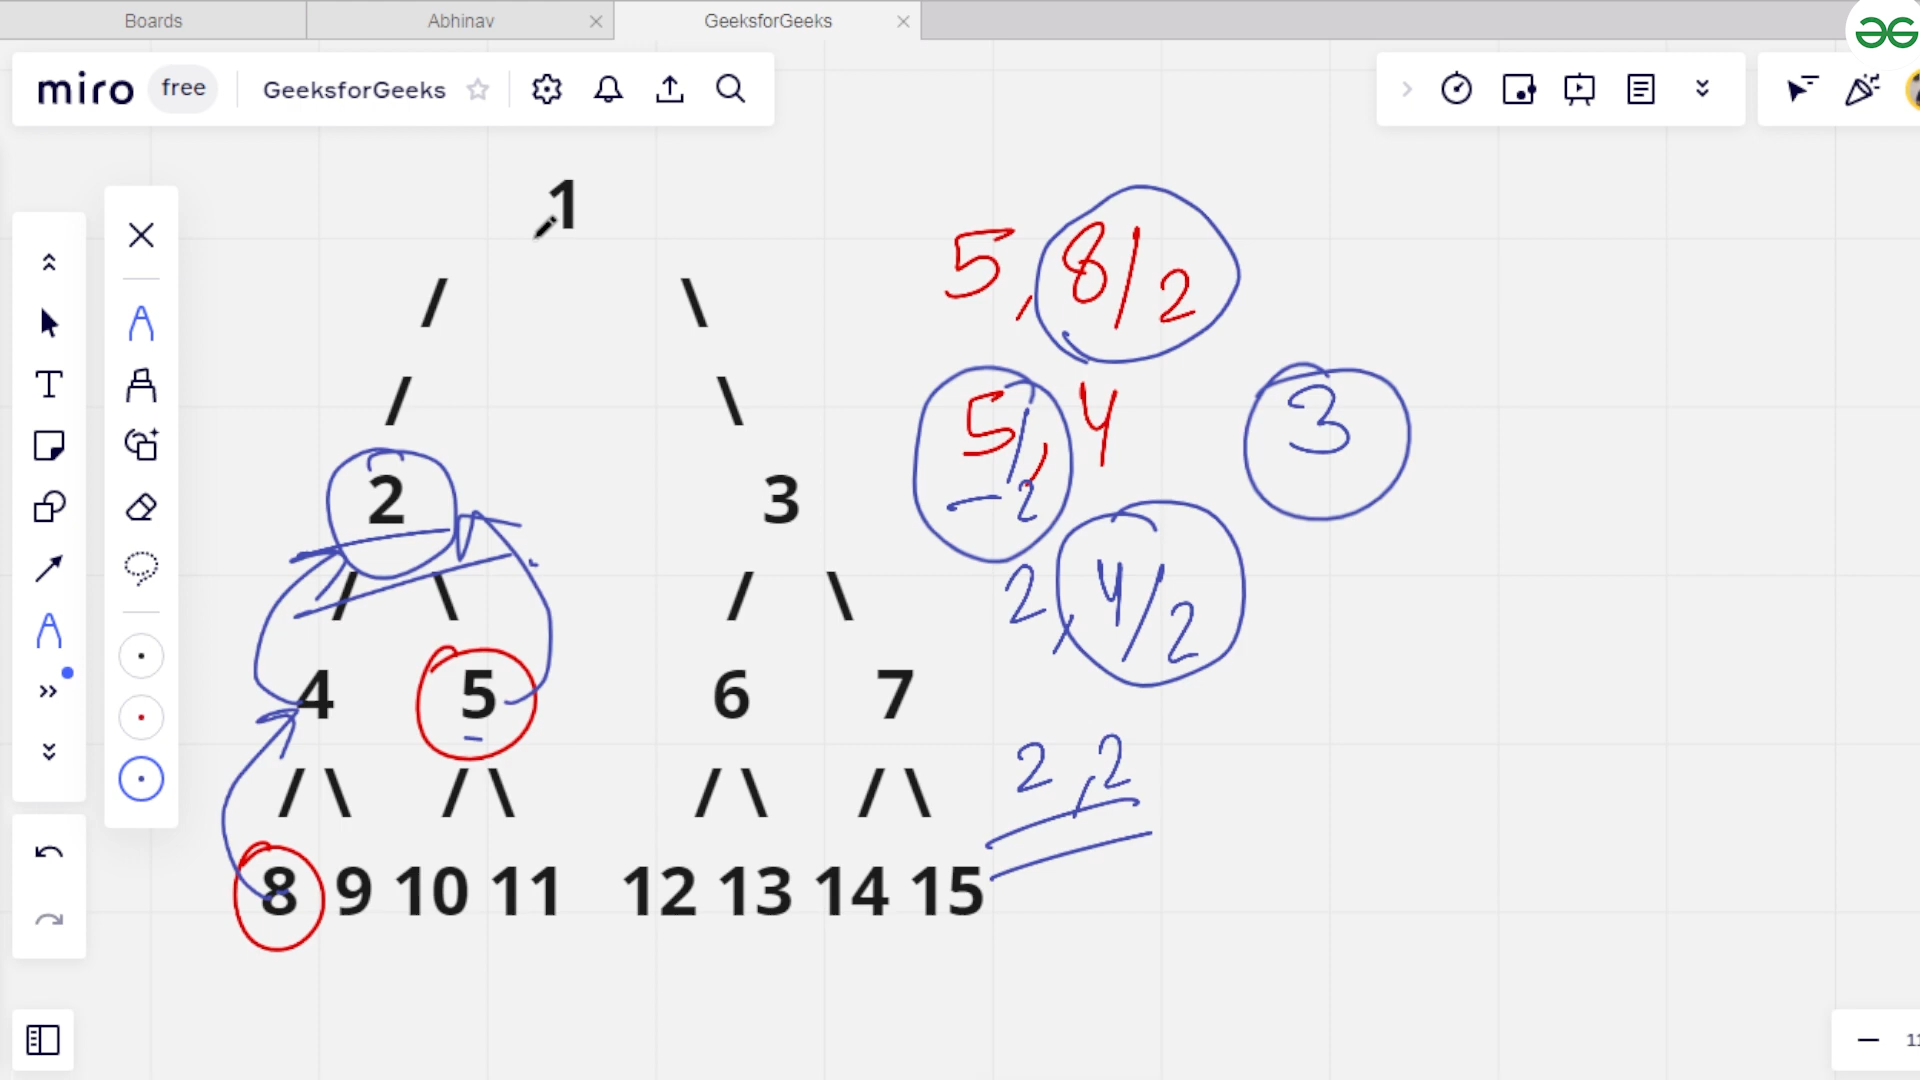 Boards Abhinav GeeksforGeeks
miro free GeeksforGeeks
1
/ \
/ \
2 3
/ \ / \
4 5 6 7
/ \ / \ / \ / \
8 9 10 11 12 13 14 15
5, 8/2
5/2, 4
3
2, 4/2
2, 2
T